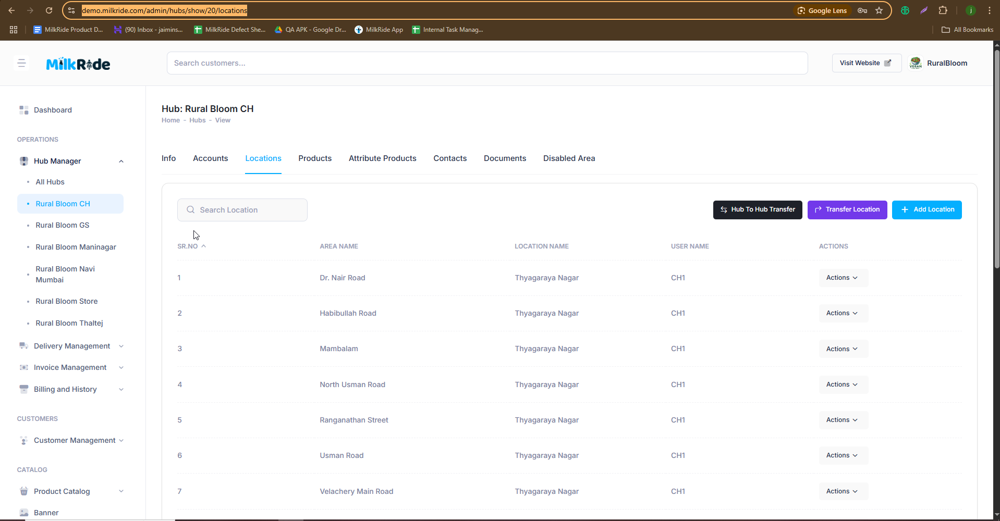 demo.milkride.com/admin/hubs/show/20/locations
Google Lens
j
MilkRide Product D...
(90) Inbox - jaimins...
MilkRide Defect She...
QA APK - Google Dr...
MilkRide App
Internal Task Manag...
All Bookmarks
MilkRide
Search customers...
Visit Website
VEGAN
RuralBloom
Dashboard
OPERATIONS
Hub Manager
All Hubs
Rural Bloom CH
Rural Bloom GS
Rural Bloom Maninagar
Rural Bloom Navi
Mumbai
Rural Bloom Store
Rural Bloom Thaltej
Delivery Management
Invoice Management
Billing and History
CUSTOMERS
Customer Management
CATALOG
Product Catalog
Banner
Hub: Rural Bloom CH
Home - Hubs - View
Info Accounts Locations Products Attribute Products Contacts Documents Disabled Area
Search Location
Hub To Hub Transfer
Transfer Location
Add Location
SR.NO AREA NAME LOCATION NAME USER NAME ACTIONS
1 Dr. Nair Road Thyagaraya Nagar CH1 Actions
2 Habibullah Road Thyagaraya Nagar CH1 Actions
3 Mambalam Thyagaraya Nagar CH1 Actions
4 North Usman Road Thyagaraya Nagar CH1 Actions
5 Ranganathan Street Thyagaraya Nagar CH1 Actions
6 Usman Road Thyagaraya Nagar CH1 Actions
7 Velachery Main Road Thyagaraya Nagar CH1 Actions